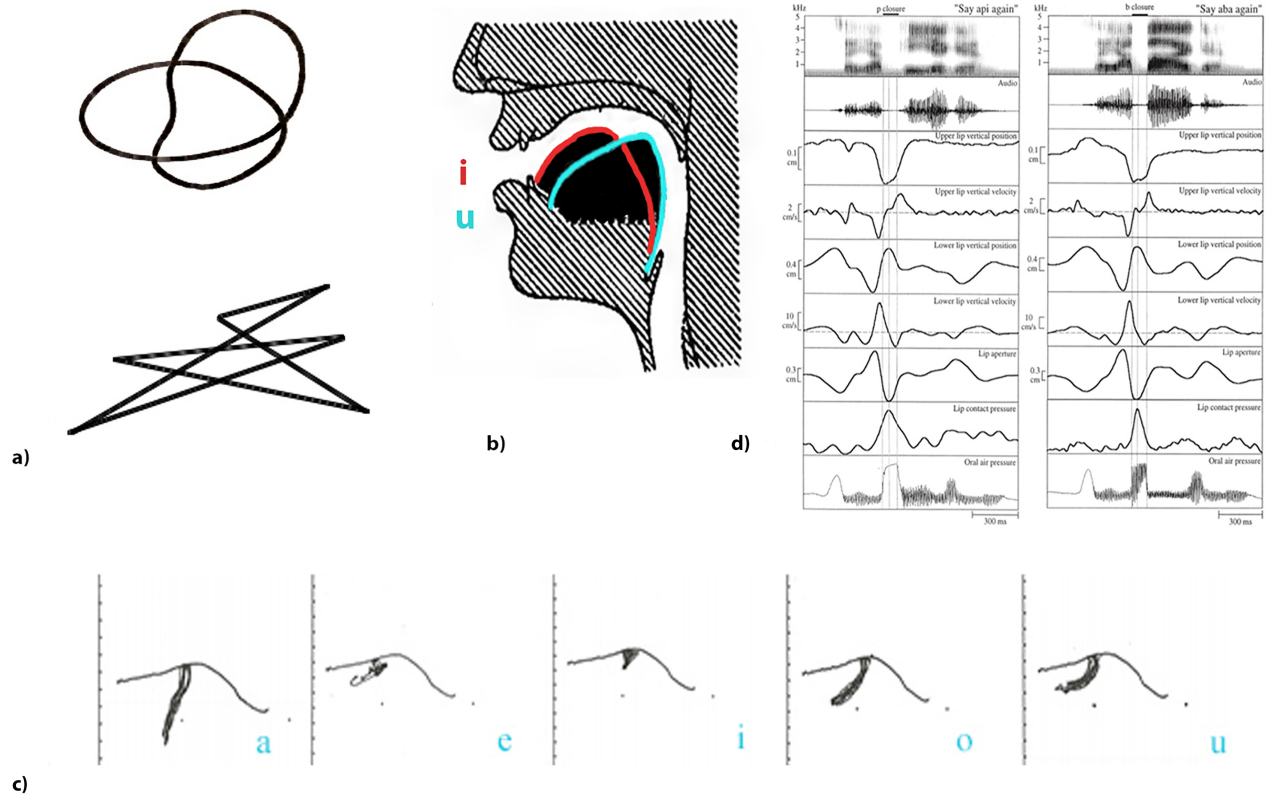 kHz p closure "Say api again"
5
4
3
2
1
Audio
Upper lip vertical position
0.1
cm
Upper lip vertical velocity
2
cm/s
Lower lip vertical position
0.4
cm
Lower lip vertical velocity
10
cm/s
Lip aperture
0.3
cm
Lip contact pressure
Oral air pressure
300 ms
kHz b closure "Say aba again"
5
4
3
2
1
Audio
Upper lip vertical position
0.1
cm
Upper lip vertical velocity
2
cm/s
Lower lip vertical position
0.4
cm
Lower lip vertical velocity
10
cm/s
Lip aperture
0.3
cm
Lip contact pressure
Oral air pressure
300 ms
i
u
a)
b)
d)
a
e
i
o
u
c)